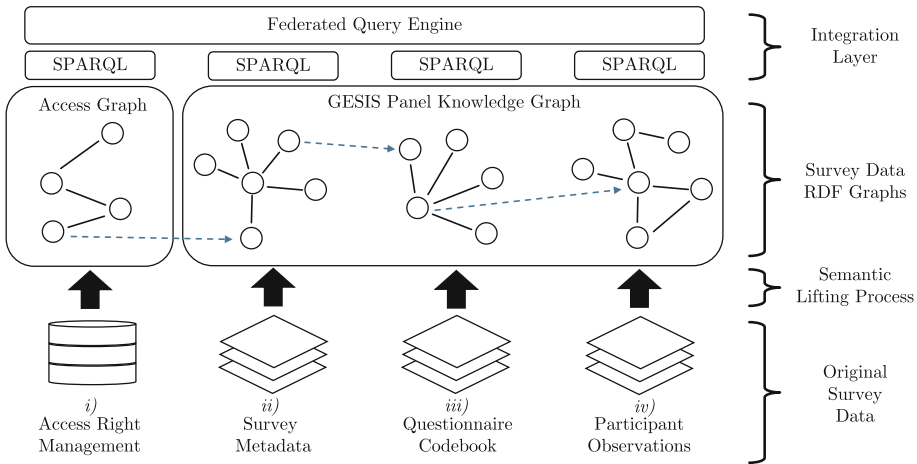 Federated Query Engine
SPARQL
SPARQL
SPARQL
SPARQL
Integration
Layer
Access Graph
GESIS Panel Knowledge Graph
Survey Data
RDF Graphs
Semantic
Lifting Process
i)
Access Right
Management
ii)
Survey
Metadata
iii)
Questionnaire
Codebook
iv)
Participant
Observations
Original
Survey
Data